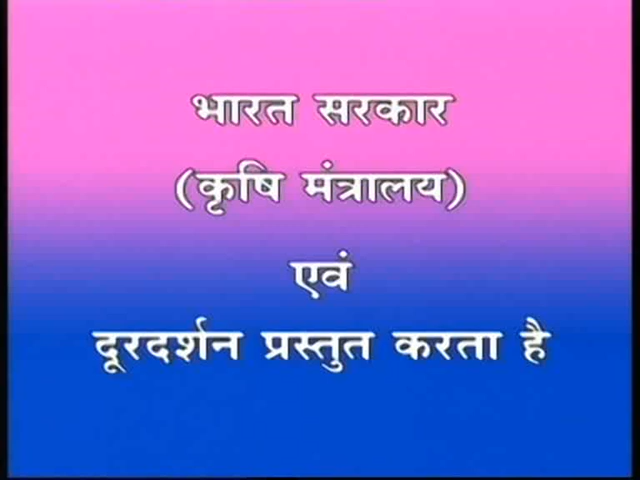 भारत सरकार
(कृषि मंत्रालय)
एवं
दूरदर्शन प्रस्तुत करता है